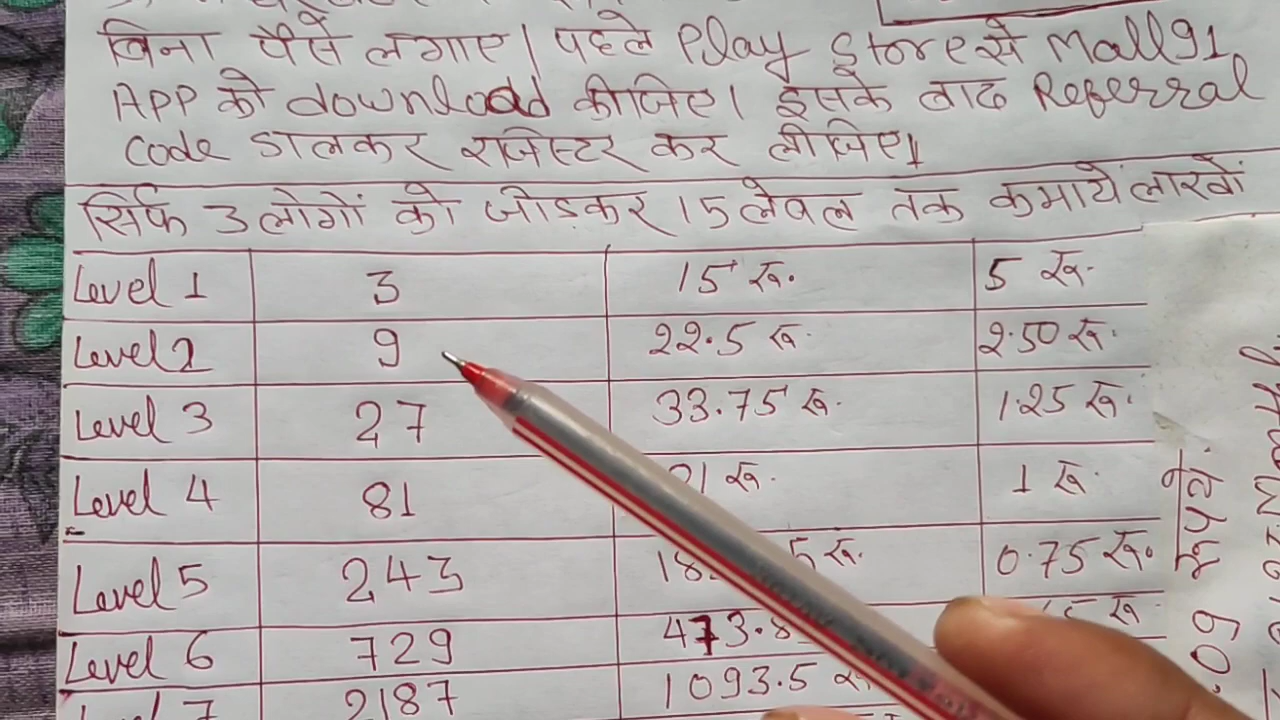 बिना पैसे लगाए। पहले Play Store से Mall91
APP को download कीजिए। इसके बाद Referral
Code डालकर रजिस्टर कर लीजिए।
सिर्फ 3 लोगों को जोड़कर 15 लेवल तक कमायें लाखों
Level 1 3 15 रू. 5 रू.
Level 2 9 22.5 रू. 2.50 रू.
Level 3 27 33.75 रू. 1.25 रू.
Level 4 81 रू. 1 रू.
Level 5 243 रू. 0.75 रू.
Level 6 729 रू.
2187 1093.5